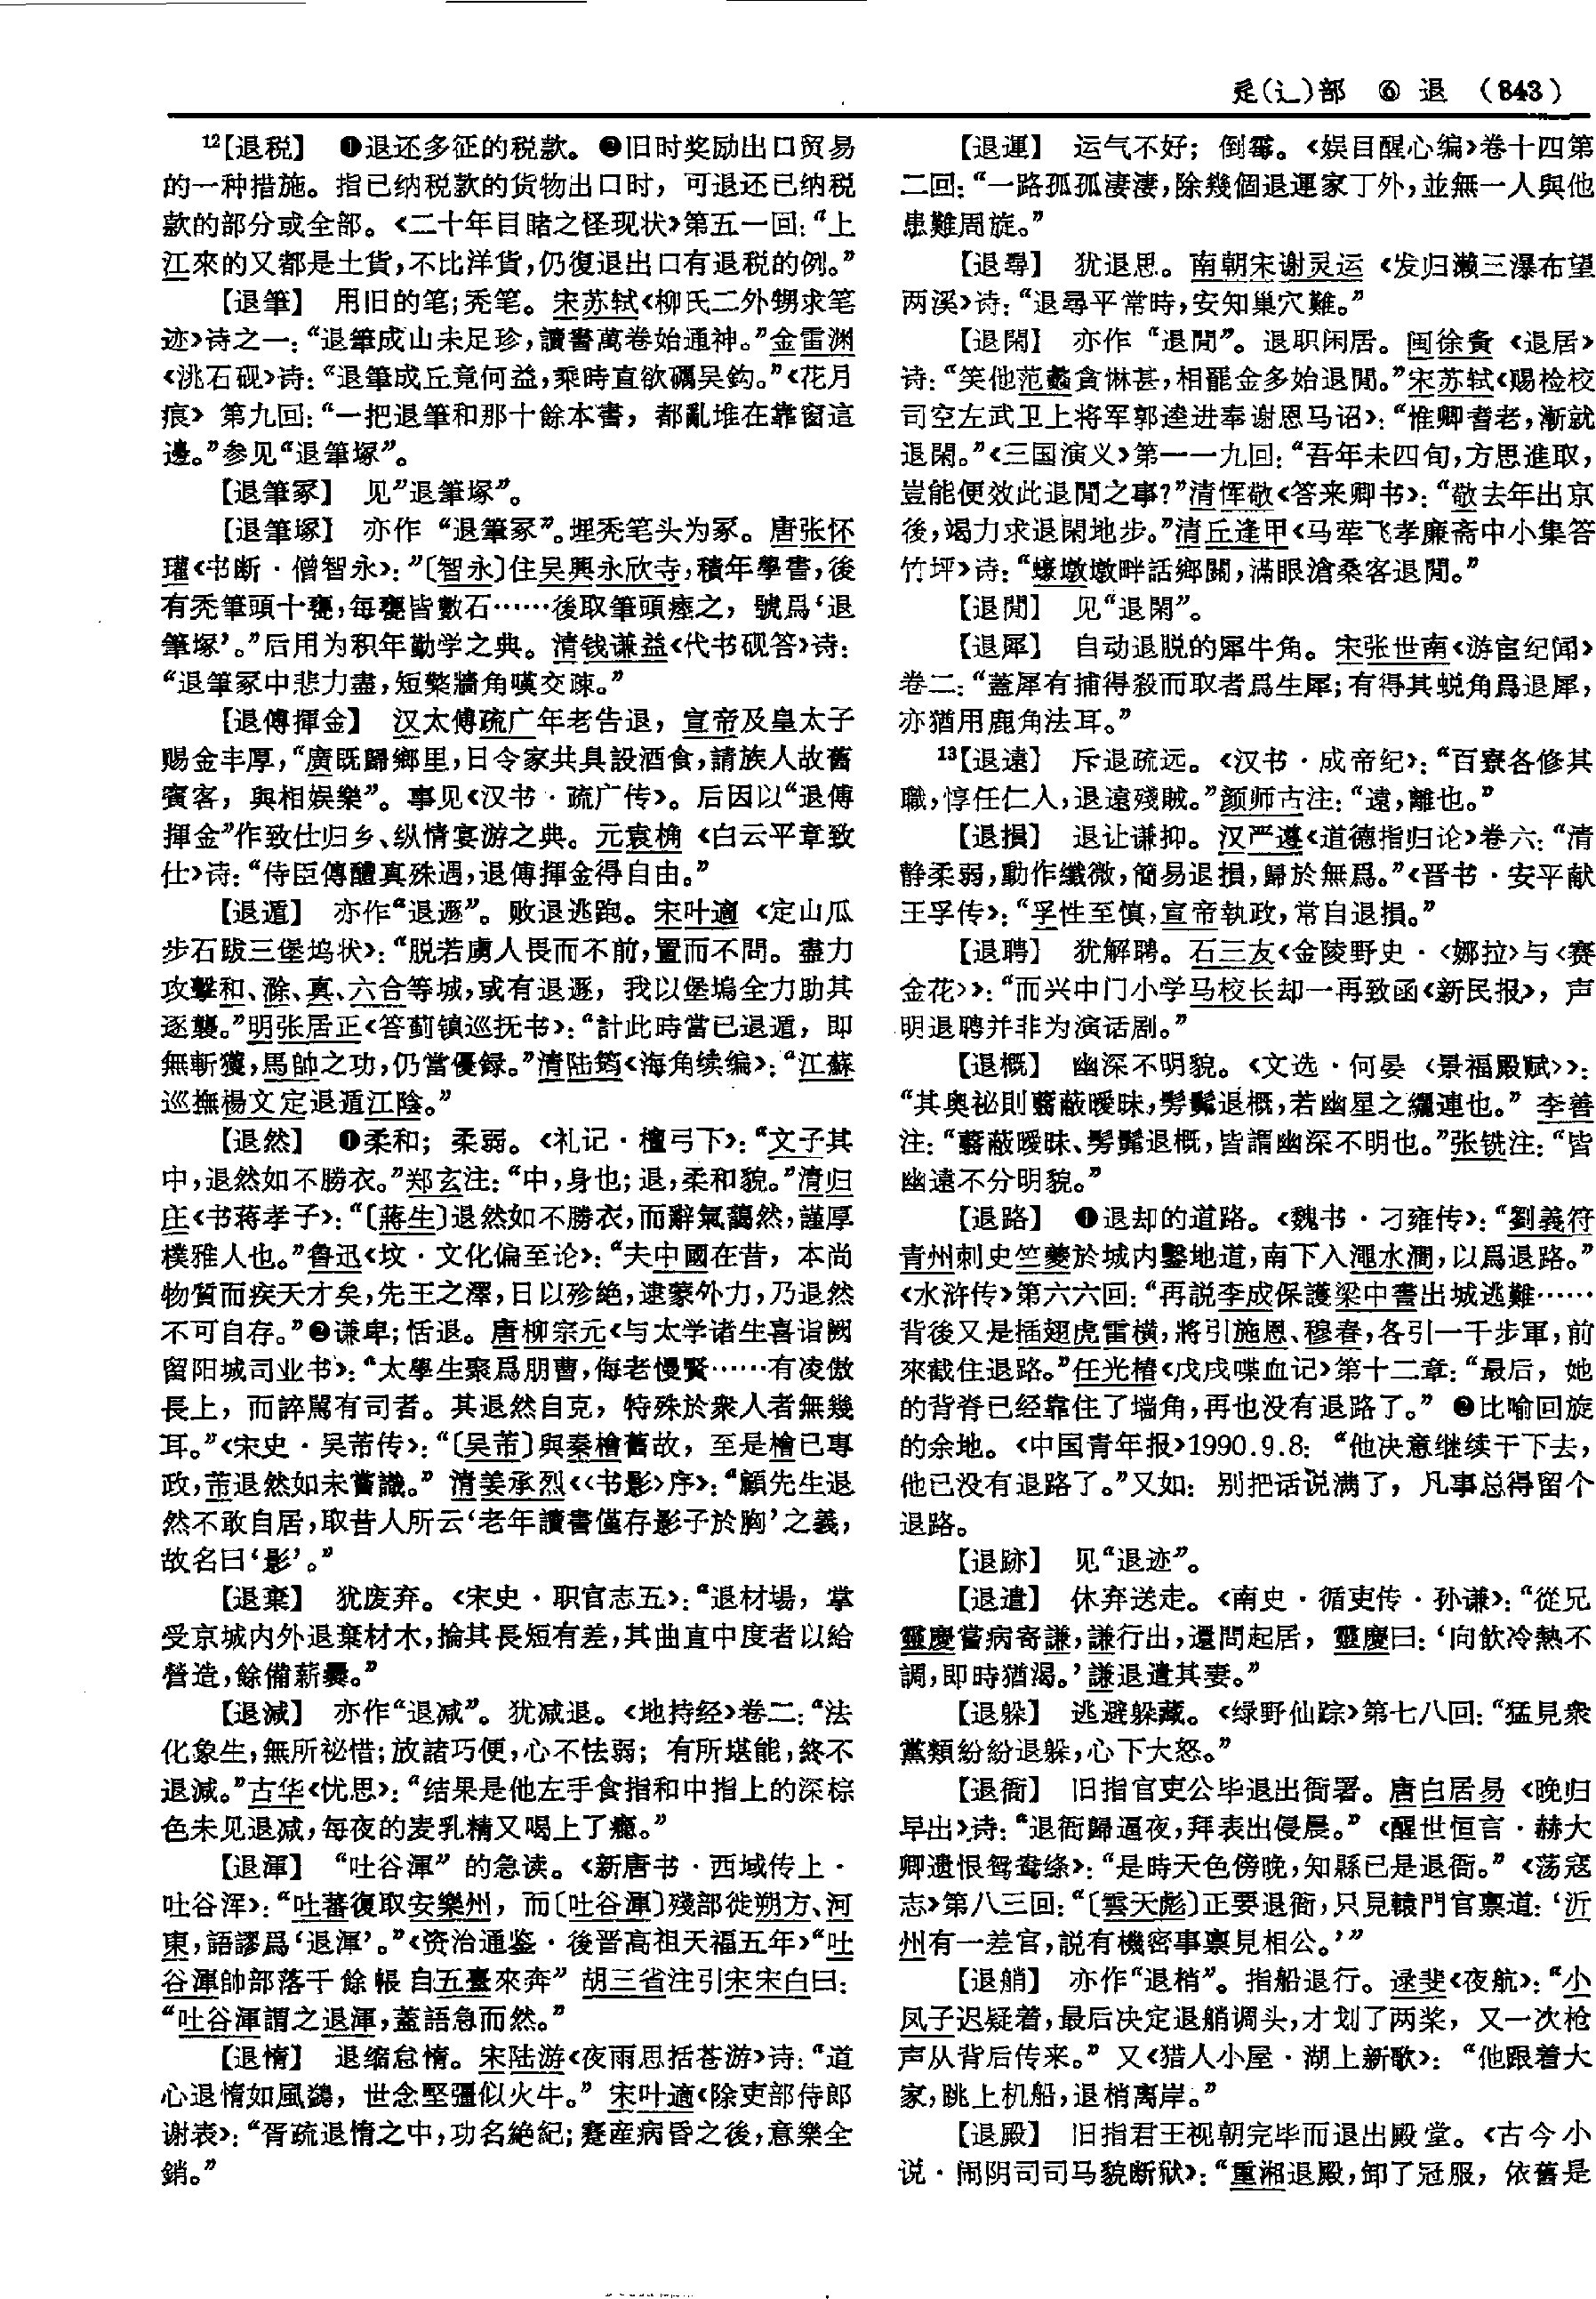 辵(辶)部 ⑥ 退 (843)
¹²【退税】 ❶退还多征的税款。❷旧时奖励出口贸易
的一种措施。指已纳税款的货物出口时，可退还已纳税
款的部分或全部。《二十年目睹之怪现状》第五一回：“上
江來的又都是土貨，不比洋貨，仍復退出口有退税的例。”
【退筆】 用旧的笔；秃笔。宋苏轼《柳氏二外甥求笔
迹》诗之一：“退筆成山未足珍，讀書萬卷始通神。”金雷渊
《洮石砚》诗：“退筆成丘竟何益，乘時直欲礪吴鈎。”《花月
痕》 第九回：“一把退筆和那十餘本書，都亂堆在靠窗這
邊。”参见“退筆塚”。
【退筆冢】 见”退筆塚”。
【退筆塚】 亦作 “退筆冢”。埋秃笔头为冢。唐张怀
瓘《书断·僧智永》：”〔智永〕住吴興永欣寺，積年學書，後
有秃筆頭十甕，每甕皆數石……後取筆頭瘞之，號爲‘退
筆塚’。”后用为积年勤学之典。清钱谦益《代书砚答》诗：
“退筆冢中悲力盡，短檠牆角嘆交疎。”
【退傅揮金】 汉太傅疏广年老告退，宣帝及皇太子
赐金丰厚，“廣既歸鄉里，日令家共具設酒食，請族人故舊
賓客，與相娱樂”。事见《汉书·疏广传》。后因以“退傅
揮金”作致仕归乡、纵情宴游之典。元袁桷《白云平章致
仕》诗：“侍臣傳醴真殊遇，退傅揮金得自由。”
【退遁】 亦作“退遯”。败退逃跑。宋叶適《定山瓜
步石跋三堡坞状》：“脱若虜人畏而不前，置而不問。盡力
攻擊和、滁、真、六合等城，或有退遯，我以堡塢全力助其
逐襲。”明张居正《答蓟镇巡抚书》：“計此時當已退遁，即
無斬獲，馬帥之功，仍當優録。”清陆筠《海角续编》：“江蘇
巡撫楊文定退遁江陰。”
【退然】 ❶柔和；柔弱。《礼记·檀弓下》：“文子其
中，退然如不勝衣。”郑玄注：“中，身也；退，柔和貌。”清归
庄《书蒋孝子》：“〔蔣生〕退然如不勝衣，而辭氣藹然，謹厚
樸雅人也。”鲁迅《坟·文化偏至论》：“夫中國在昔，本尚
物質而疾天才矣，先王之澤，日以殄絶，逮蒙外力，乃退然
不可自存。”❷谦卑；恬退。唐柳宗元《与太学诸生喜诣阙
留阳城司业书》：“太學生聚爲朋曹，侮老慢賢……有凌傲
長上，而誶駡有司者。其退然自克，特殊於衆人者無幾
耳。”《宋史·吴芾传》：“〔吴芾〕與秦檜舊故，至是檜已專
政，芾退然如未嘗識。” 清姜承烈《〈书影〉序》：“顧先生退
然不敢自居，取昔人所云‘老年讀書僅存影子於胸’之義，
故名曰‘影’。”
【退棄】 犹废弃。《宋史·职官志五》：“退材場，掌
受京城内外退棄材木，掄其長短有差，其曲直中度者以給
營造，餘備薪爨。”
【退減】 亦作“退减”。犹减退。《地持经》卷二：“法
化象生，無所祕惜；放諸巧便，心不怯弱；有所堪能，終不
退減。”古华《忧思》：“结果是他左手食指和中指上的深棕
色未见退减，每夜的麦乳精又喝上了瘾。”
【退渾】 “吐谷渾” 的急读。《新唐书·西域传上·
吐谷浑》：“吐蕃復取安樂州，而〔吐谷渾〕殘部徙朔方、河
東，語謬爲‘退渾’。”《资治通鉴·後晋高祖天福五年》“吐
谷渾帥部落千餘帳自五臺來奔” 胡三省注引宋宋白曰：
“吐谷渾謂之退渾，蓋語急而然。”
【退惰】 退缩怠惰。宋陆游《夜雨思括苍游》诗：“道
心退惰如風鷁，世念堅彊似火牛。” 宋叶適《除吏部侍郎
谢表》：“胥疏退惰之中，功名絶紀；蹇産病昏之後，意樂全
銷。”
【退運】 运气不好；倒霉。《娱目醒心编》卷十四第
二回：“一路孤孤凄凄，除幾個退運家丁外，並無一人與他
患難周旋。”
【退尋】 犹退思。南朝宋谢灵运《发归濑三瀑布望
两溪》诗：“退尋平常時，安知巢穴難。”
【退閑】 亦作 “退閒”。退职闲居。闽徐夤《退居》
诗：“笑他范蠡貪惏甚，相罷金多始退閒。”宋苏轼《赐检校
司空左武卫上将军郭逵进奉谢恩马诏》：“惟卿耆老，漸就
退閑。”《三国演义》第一一九回：“吾年未四旬，方思進取，
豈能便效此退閒之事？”清恽敬《答来卿书》：“敬去年出京
後，竭力求退閑地步。”清丘逢甲《马荦飞孝廉斋中小集答
竹坪》诗：“蠔墩墩畔話鄉關，滿眼滄桑客退閒。”
【退閒】 见“退閑”。
【退犀】 自动退脱的犀牛角。宋张世南《游宦纪闻》
卷二：“蓋犀有捕得殺而取者爲生犀；有得其蜕角爲退犀，
亦猶用鹿角法耳。”
¹³【退遠】 斥退疏远。《汉书·成帝纪》：“百寮各修其
職，惇任仁人，退遠殘賊。”颜师古注：“遠，離也。”
【退損】 退让谦抑。汉严遵《道德指归论》卷六：“清
静柔弱，動作纖微，簡易退損，歸於無爲。”《晋书·安平献
王孚传》：“孚性至慎，宣帝執政，常自退損。”
【退聘】 犹解聘。石三友《金陵野史·〈娜拉〉与〈赛
金花〉》：“而兴中门小学马校长却一再致函《新民报》，声
明退聘并非为演话剧。”
【退概】 幽深不明貌。《文选·何晏〈景福殿赋〉》：
“其奥祕則翳蔽曖昧，髣髴退概，若幽星之纚連也。” 李善
注：“翳蔽曖昧、髣髴退概，皆謂幽深不明也。”张铣注：“皆
幽遠不分明貌。”
【退路】 ❶退却的道路。《魏书·刁雍传》：“劉義符
青州刺史竺夔於城内鑿地道，南下入澠水澗，以爲退路。”
《水浒传》第六六回：“再説李成保護梁中書出城逃難……
背後又是插翅虎雷横，將引施恩、穆春，各引一千步軍，前
來截住退路。”任光椿《戊戌喋血记》第十二章：“最后，她
的背脊已经靠住了墙角，再也没有退路了。” ❷比喻回旋
的余地。《中国青年报》1990.9.8：“他决意继续干下去，
他已没有退路了。”又如：别把话说满了，凡事总得留个
退路。
【退跡】 见“退迹”。
【退遣】 休弃送走。《南史·循吏传·孙谦》：“從兄
靈慶嘗病寄謙，謙行出，還問起居，靈慶曰：‘向飲冷熱不
調，即時猶渴。’謙退遣其妻。”
【退躲】 逃避躲藏。《绿野仙踪》第七八回：“猛見衆
黨類紛紛退躲，心下大怒。”
【退衙】 旧指官吏公毕退出衙署。唐白居易《晚归
早出》诗：“退衙歸逼夜，拜表出侵晨。”《醒世恒言·赫大
卿遗恨鸳鸯绦》：“是時天色傍晚，知縣已是退衙。”《荡寇
志》第八三回：“〔雲天彪〕正要退衙，只見轅門官禀道：‘沂
州有一差官，説有機密事禀見相公。’”
【退艄】 亦作“退梢”。指船退行。逯斐《夜航》：“小
凤子迟疑着，最后决定退艄调头，才划了两桨，又一次枪
声从背后传来。” 又《猎人小屋·湖上新歌》：“他跟着大
家，跳上机船，退梢离岸。”
【退殿】 旧指君王视朝完毕而退出殿堂。《古今小
说·闹阴司司马貌断狱》：“重湘退殿，卸了冠服，依舊是